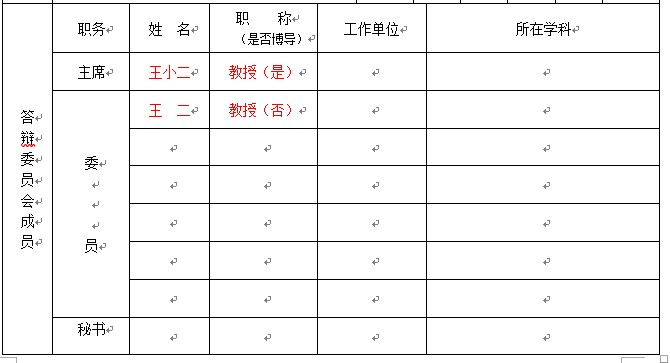 职务 姓 名 职 称 工作单位 所在学科
（是否博导）
主席 王小二 教授（是）
王 二 教授（否）
答
辩
委
员
会
成
员
委
员
秘书